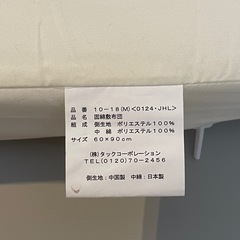 品 番 10-18(M)<0124・JHL>
品 名 固綿敷布団
組 成 側生地 ポリエステル100%
中 綿 ポリエステル100%
サイズ 60×90cm
(株)タックコーポレーション
TEL(0120)70-2456
側生地:中国製 中綿:日本製